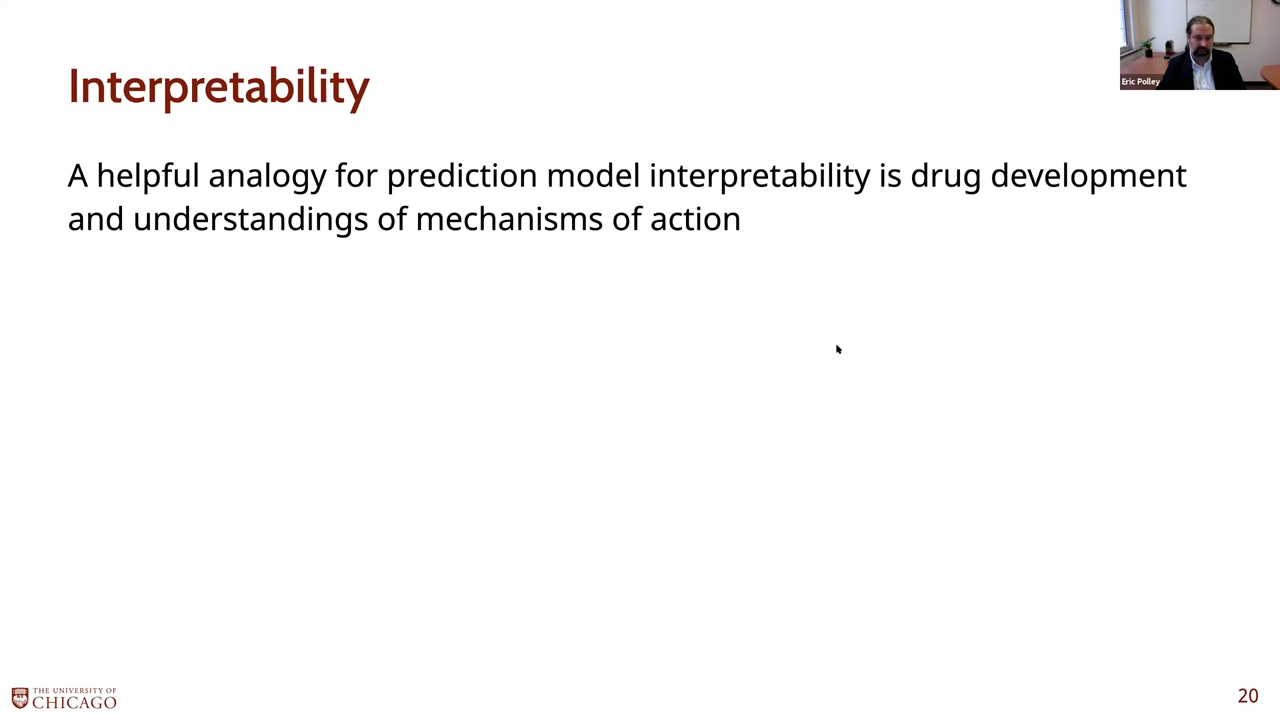 Interpretability
Eric Polley
A helpful analogy for prediction model interpretability is drug development
and understandings of mechanisms of action
THE UNIVERSITY OF
CHICAGO
20